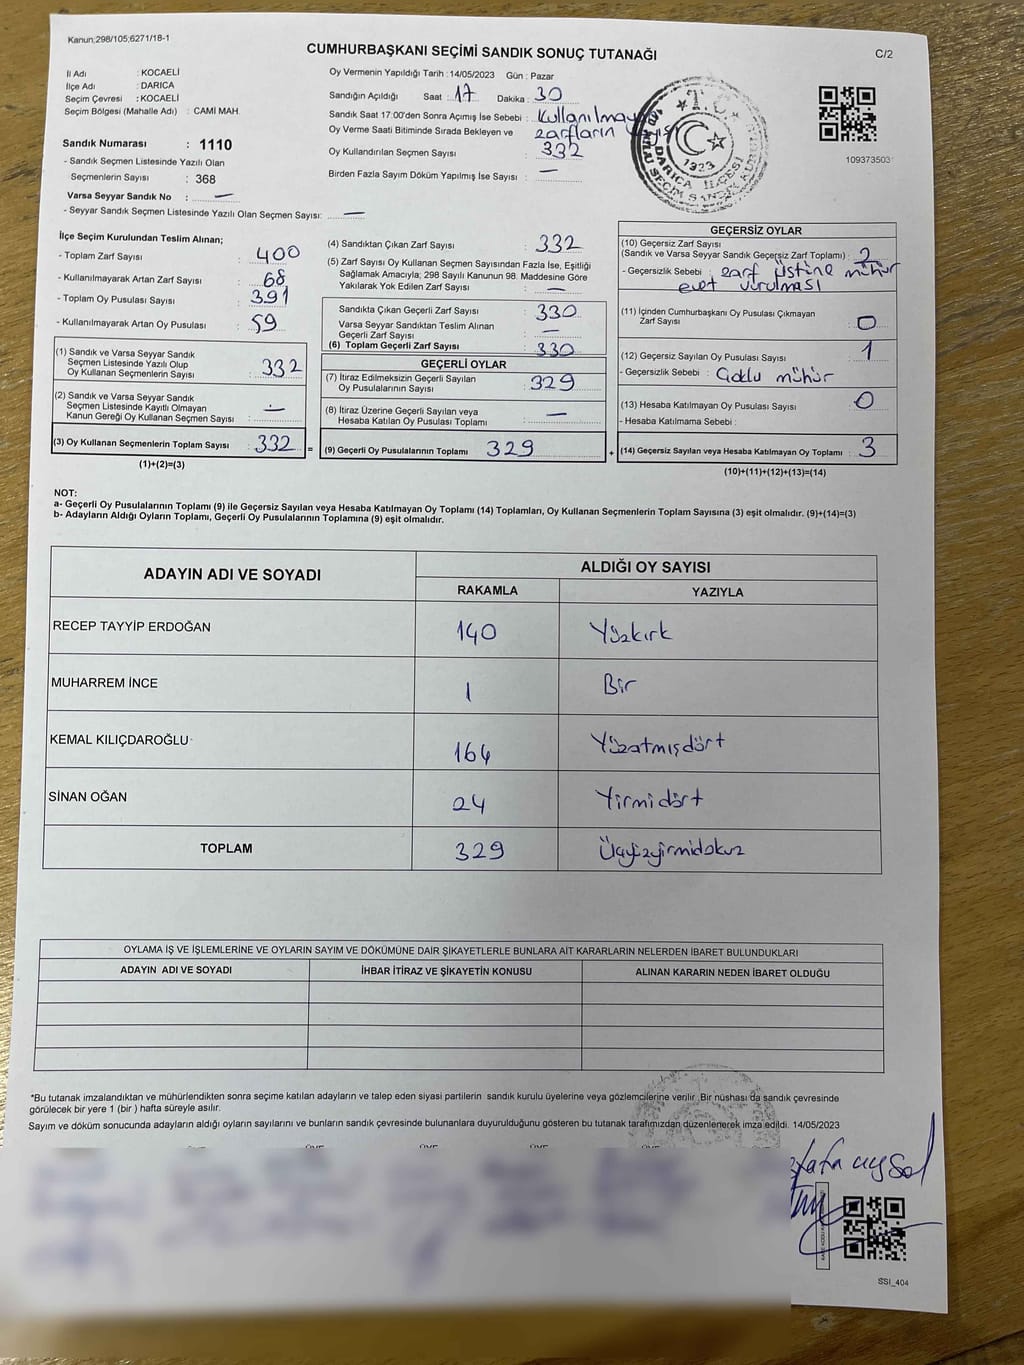 Kanun;298/105;6271/18-1
CUMHURBAŞKANI SEÇİMİ SANDIK SONUÇ TUTANAĞI
C/2
İl Adı : KOCAELİ
İlçe Adı : DARICA
Seçim Çevresi : KOCAELİ
Seçim Bölgesi (Mahalle Adı) : CAMİ MAH.
Sandık Numarası : 1110
- Sandık Seçmen Listesinde Yazılı Olan
Seçmenlerin Sayısı : 368
Varsa Seyyar Sandık No : —
- Seyyar Sandık Seçmen Listesinde Yazılı Olan Seçmen Sayısı: —
Oy Vermenin Yapıldığı Tarih : 14/05/2023 Gün : Pazar
Sandığın Açıldığı Saat : 17 Dakika : 30
Sandık Saat 17:00'den Sonra Açımış İse Sebebi : Kullanılmayan
Oy Verme Saati Bitiminde Sırada Bekleyen ve zarfların
Oy Kullandırılan Seçmen Sayısı : 332
Birden Fazla Sayım Döküm Yapılmış İse Sayısı : —
T.C.
1923
DARICA İLÇESİ
109373503
İlçe Seçim Kurulundan Teslim Alınan;
- Toplam Zarf Sayısı : 400
- Kullanılmayarak Artan Zarf Sayısı : 68
- Toplam Oy Pusulası Sayısı : 391
- Kullanılmayarak Artan Oy Pusulası : 59
(1) Sandık ve Varsa Seyyar Sandık
Seçmen Listesinde Yazılı Olup
Oy Kullanan Seçmenlerin Sayısı : 332
(2) Sandık ve Varsa Seyyar Sandık
Seçmen Listesinde Kayıtlı Olmayan
Kanun Gereği Oy Kullanan Seçmen Sayısı : —
(3) Oy Kullanan Seçmenlerin Toplam Sayısı : 332 =
(1)+(2)=(3)
(4) Sandıktan Çıkan Zarf Sayısı : 332
(5) Zarf Sayısı Oy Kullanan Seçmen Sayısından Fazla İse, Eşitliği
Sağlamak Amacıyla; 298 Sayılı Kanunun 98. Maddesine Göre
Yakılarak Yok Edilen Zarf Sayısı : —
Sandıkta Çıkan Geçerli Zarf Sayısı : 330
Varsa Seyyar Sandıktan Teslim Alınan
Geçerli Zarf Sayısı : —
(6) Toplam Geçerli Zarf Sayısı : 330
GEÇERLİ OYLAR
(7) İtiraz Edilmeksizin Geçerli Sayılan
Oy Pusulalarının Sayısı : 329
(8) İtiraz Üzerine Geçerli Sayılan veya
Hesaba Katılan Oy Pusulası Toplamı : —
(9) Geçerli Oy Pusulalarının Toplamı 329 +
GEÇERSİZ OYLAR
(10) Geçersiz Zarf Sayısı
(Sandık ve Varsa Seyyar Sandık Geçersiz Zarf Toplamı) : 2
- Geçersizlik Sebebi : zarf üstüne mühür
evet vurulması
(11) İçinden Cumhurbaşkanı Oy Pusulası Çıkmayan
Zarf Sayısı : 0
(12) Geçersiz Sayılan Oy Pusulası Sayısı : 1
- Geçersizlik Sebebi : Çoklu mühür
(13) Hesaba Katılmayan Oy Pusulası Sayısı : 0
- Hesaba Katılmama Sebebi :
(14) Geçersiz Sayılan veya Hesaba Katılmayan Oy Toplamı : 3
(10)+(11)+(12)+(13)=(14)
NOT:
a- Geçerli Oy Pusulalarının Toplamı (9) ile Geçersiz Sayılan veya Hesaba Katılmayan Oy Toplamı (14) Toplamları, Oy Kullanan Seçmenlerin Toplam Sayısına (3) eşit olmalıdır. (9)+(14)=(3)
b- Adayların Aldığı Oyların Toplamı, Geçerli Oy Pusulalarının Toplamına (9) eşit olmalıdır.
ADAYIN ADI VE SOYADI
ALDIĞI OY SAYISI
RAKAMLA YAZIYLA
RECEP TAYYİP ERDOĞAN 140 Yüzkırk
MUHARREM İNCE 1 Bir
KEMAL KILIÇDAROĞLU 164 Yüzatmışdört
SİNAN OĞAN 24 Yirmidört
TOPLAM 329 Üçyüzyirmidokuz
OYLAMA İŞ VE İŞLEMLERİNE VE OYLARIN SAYIM VE DÖKÜMÜNE DAİR ŞİKAYETLERLE BUNLARA AİT KARARLARIN NELERDEN İBARET BULUNDUKLARI
ADAYIN ADI VE SOYADI İHBAR İTİRAZ VE ŞİKAYETİN KONUSU ALINAN KARARIN NEDEN İBARET OLDUĞU
*Bu tutanak imzalandıktan ve mühürlendikten sonra seçime katılan adayların ve talep eden siyasi partilerin sandık kurulu üyelerine veya gözlemcilerine verilir. Bir nüshası da sandık çevresinde
görülecek bir yere 1 (bir ) hafta süreyle asılır.
Sayım ve döküm sonucunda adayların aldığı oyların sayılarını ve bunların sandık çevresinde bulunanlara duyurulduğunu gösteren bu tutanak tarafımızdan düzenlenerek imza edildi. 14/05/2023
SSİ_404